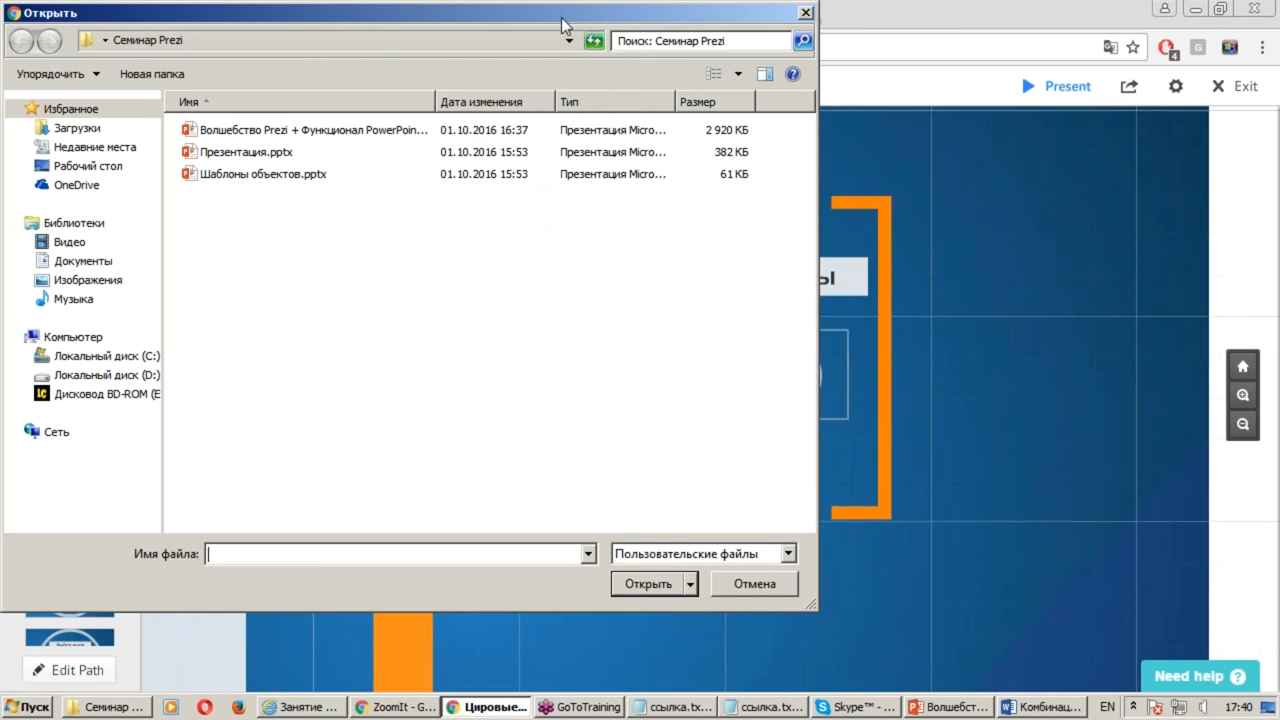 Открыть
Семинар Prezi
Поиск: Семинар Prezi
4
G
Упорядочить
Новая папка
Present
Exit
Избранное
Загрузки
Недавние места
Рабочий стол
OneDrive
Библиотеки
Видео
Документы
Изображения
Музыка
Компьютер
Локальный диск (C:)
Локальный диск (D:)
Дисковод BD-ROM (E
Сеть
Имя Дата изменения Тип Размер
Волшебство Prezi + Функционал PowerPoin... 01.10.2016 16:37 Презентация Micro... 2 920 КБ
Презентация.pptx 01.10.2016 15:53 Презентация Micro... 382 КБ
Шаблоны объектов.pptx 01.10.2016 15:53 Презентация Micro... 61 КБ
ы
Имя файла:
Пользовательские файлы
Открыть
Отмена
Edit Path
Need help ?
Пуск
Семинар ...
Занятие ...
ZoomIt - G...
Цировые...
GoToTraining
ссылка.tx...
ссылка.tx...
Skype™ - ...
Волшебст...
Комбинац...
EN
17:40